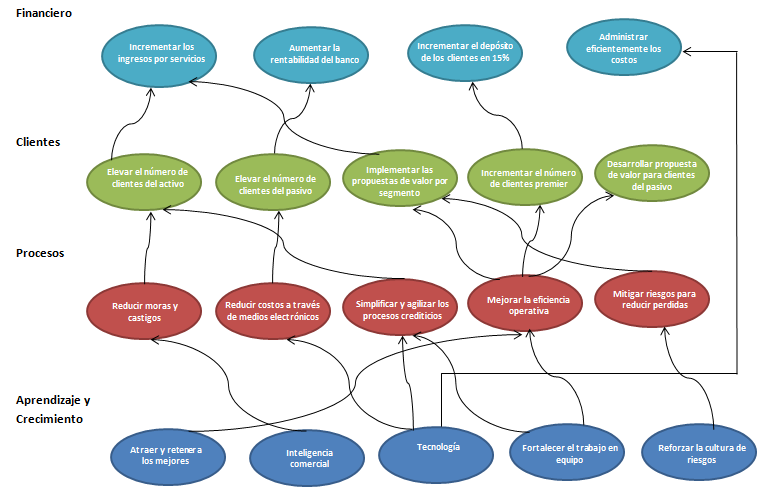 Financiero
Incrementar los
ingresos por servicios
Aumentar la
rentabilidad del banco
Incrementar el depósito
de los clientes en 15%
Administrar
eficientemente los
costos
Clientes
Elevar el número de
clientes del activo
Elevar el número de
clientes del pasivo
Implementar las
propuestas de valor por
segmento
Incrementar el número
de clientes premier
Desarrollar propuesta
de valor para clientes
del pasivo
Procesos
Reducir moras y
castigos
Reducir costos a través
de medios electrónicos
Simplificar y agilizar los
procesos crediticios
Mejorar la eficiencia
operativa
Mitigar riesgos para
reducir perdidas
Aprendizaje y
Crecimiento
Atraer y retener a
los mejores
Inteligencia
comercial
Tecnología
Fortalecer el trabajo en
equipo
Reforzar la cultura de
riesgos